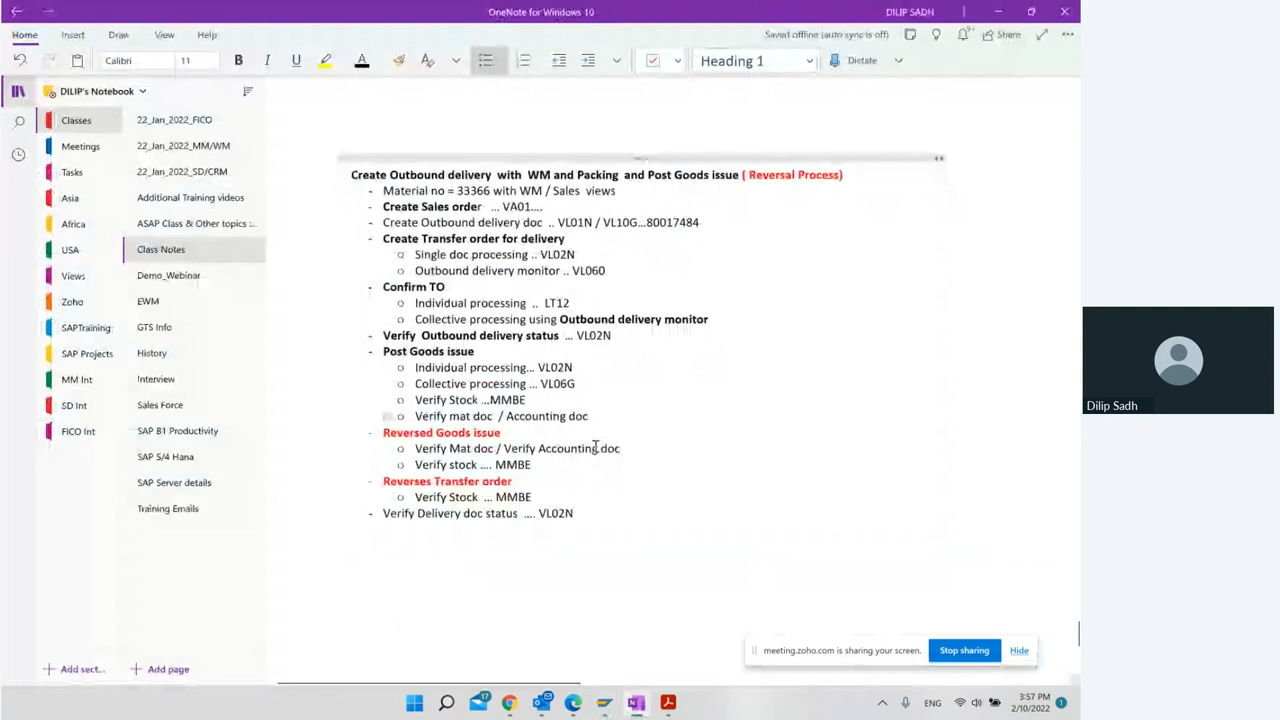 OneNote for Windows 10
DILIP SADH
Home Insert Draw View Help
Saved offline (auto sync is off)
Share
Calibri 11 B I U A Heading 1 Dictate
DILIP's Notebook
Classes
Meetings
Tasks
Asia
Africa
USA
Views
Zoho
SAPTraining
SAP Projects
MM Int
SD Int
FICO Int
22_Jan_2022_FICO
22_Jan_2022_MM/WM
22_Jan_2022_SD/CRM
Additional Training videos
ASAP Class & Other topics :...
Class Notes
Demo_Webinar
EWM
GTS Info
History
Interview
Sales Force
SAP B1 Productivity
SAP S/4 Hana
SAP Server details
Training Emails
Create Outbound delivery with WM and Packing and Post Goods issue ( Reversal Process)
- Material no = 33366 with WM / Sales views
- Create Sales order ... VA01....
- Create Outbound delivery doc .. VL01N / VL10G...80017484
- Create Transfer order for delivery
o Single doc processing .. VL02N
o Outbound delivery monitor .. VL060
- Confirm TO
o Individual processing .. LT12
o Collective processing using Outbound delivery monitor
- Verify Outbound delivery status ... VL02N
- Post Goods issue
o Individual processing... VL02N
o Collective processing ... VL06G
o Verify Stock ...MMBE
o Verify mat doc / Accounting doc
- Reversed Goods issue
o Verify Mat doc / Verify Accounting doc
o Verify stock .... MMBE
- Reverses Transfer order
o Verify Stock ... MMBE
- Verify Delivery doc status .... VL02N
Dilip Sadh
meeting.zoho.com is sharing your screen. Stop sharing Hide
+ Add sect... + Add page
17
ENG
3:57 PM
2/10/2022
1